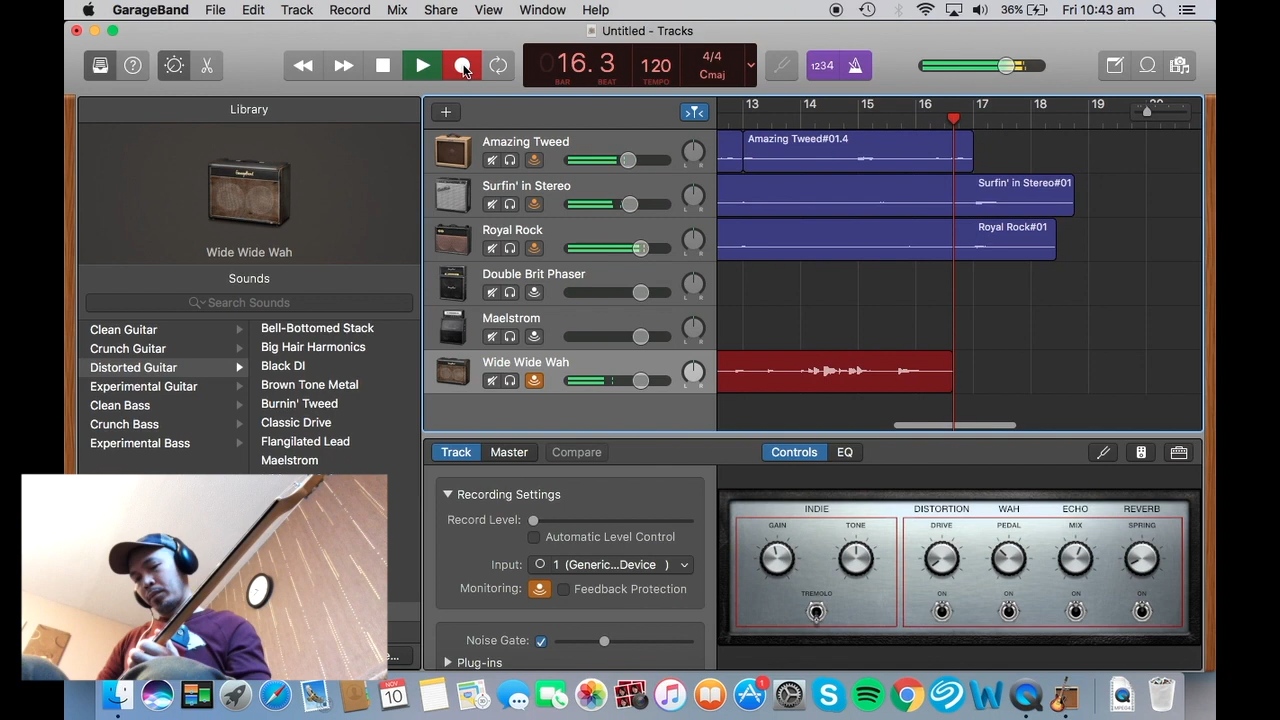 GarageBand File Edit Track Record Mix Share View Window Help 36% Fri 10:43 am
Untitled - Tracks
16. 3 120 4/4 Cmaj
BAR BEAT TEMPO
1234
Library
13 14 15 16 17 18 19
Wide Wide Wah
Sounds
Search Sounds
Clean Guitar
Crunch Guitar
Distorted Guitar
Experimental Guitar
Clean Bass
Crunch Bass
Experimental Bass
Bell-Bottomed Stack
Big Hair Harmonics
Black DI
Brown Tone Metal
Burnin' Tweed
Classic Drive
Flangilated Lead
Maelstrom
Amazing Tweed
L R
Surfin' in Stereo
L R
Royal Rock
L R
Double Brit Phaser
L R
Maelstrom
L R
Wide Wide Wah
L R
Amazing Tweed#01.4
Surfin' in Stereo#01
Royal Rock#01
Track Master Compare
Controls EQ
Recording Settings
Record Level:
Automatic Level Control
Input: 1 (Generic...Device )
Monitoring: Feedback Protection
Noise Gate:
Plug-ins
INDIE DISTORTION WAH ECHO REVERB
GAIN TONE DRIVE PEDAL MIX SPRING
TREMOLO ON ON ON ON
NOV
10
1